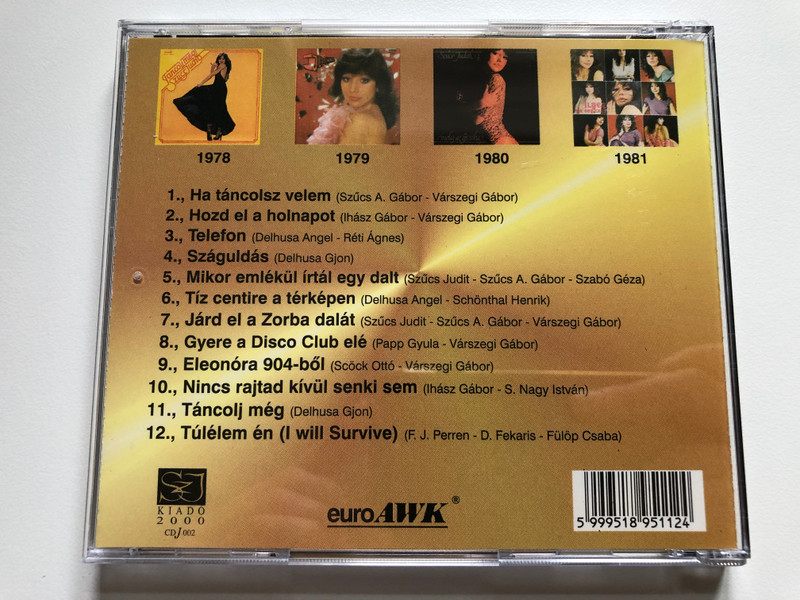 1978 1979 1980 1981
1., Ha táncolsz velem (Szűcs A. Gábor - Várszegi Gábor)
2., Hozd el a holnapot (Ihász Gábor - Várszegi Gábor)
3., Telefon (Delhusa Angel - Réti Ágnes)
4., Száguldás (Delhusa Gjon)
5., Mikor emlékül írtál egy dalt (Szűcs Judit - Szűcs A. Gábor - Szabó Géza)
6., Tíz centire a térképen (Delhusa Angel - Schönthal Henrik)
7., Járd el a Zorba dalát (Szűcs Judit - Szűcs A. Gábor - Várszegi Gábor)
8., Gyere a Disco Club elé (Papp Gyula - Várszegi Gábor)
9., Eleonóra 904-ből (Scöck Ottó - Várszegi Gábor)
10., Nincs rajtad kívül senki sem (Ihász Gábor - S. Nagy István)
11., Táncolj még (Delhusa Gjon)
12., Túlélem én (I will Survive) (F. J. Perren - D. Fekaris - Fülöp Csaba)
SZJ
KIADÓ
2000
CDJ 002
euroAWK®
5 999518 951124